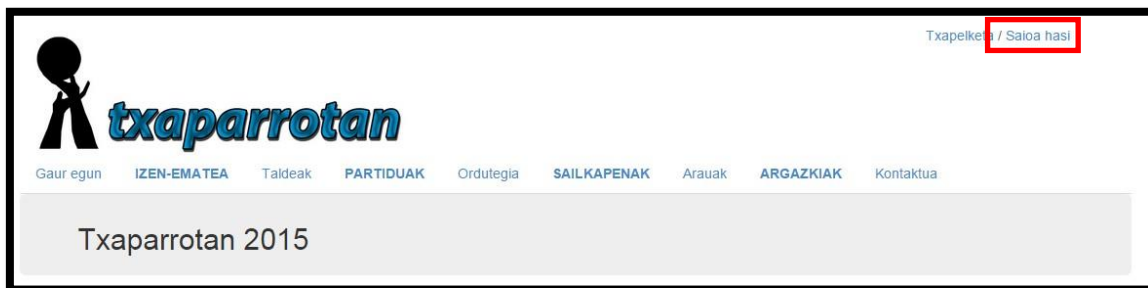 Txapelketa / Saioa hasi
txaparrotan
Gaur egun IZEN-EMATEA Taldeak PARTIDUAK Ordutegia SAILKAPENAK Arauak ARGAZKIAK Kontaktua
Txaparrotan 2015